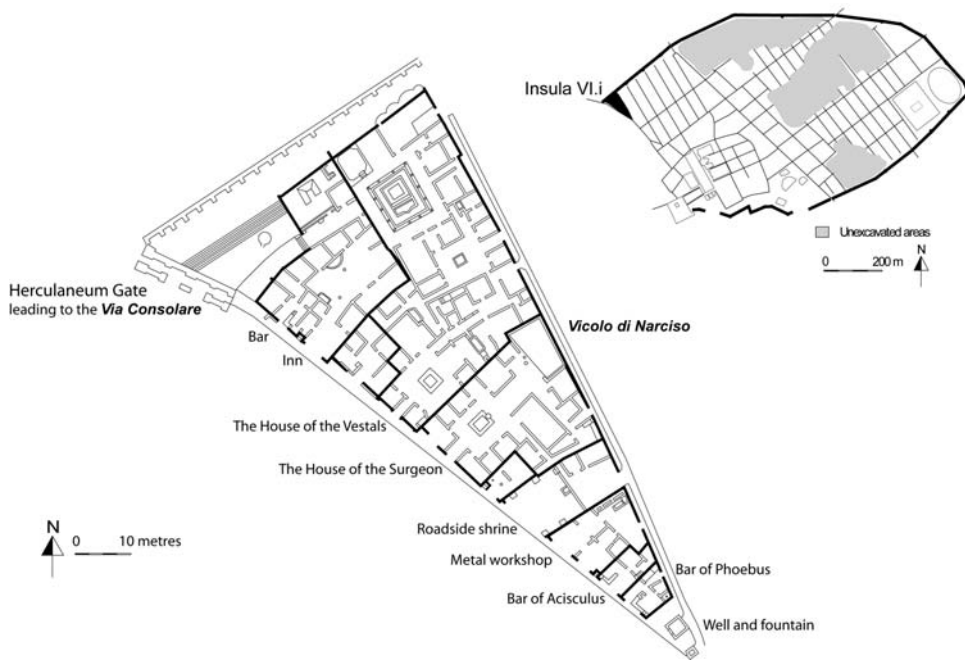 Insula VI.i
Unexcavated areas
N
0 200 m
Herculaneum Gate
leading to the Via Consolare
Bar
Inn
Vicolo di Narciso
The House of the Vestals
The House of the Surgeon
N
0 10 metres
Roadside shrine
Metal workshop
Bar of Phoebus
Bar of Acisculus
Well and fountain